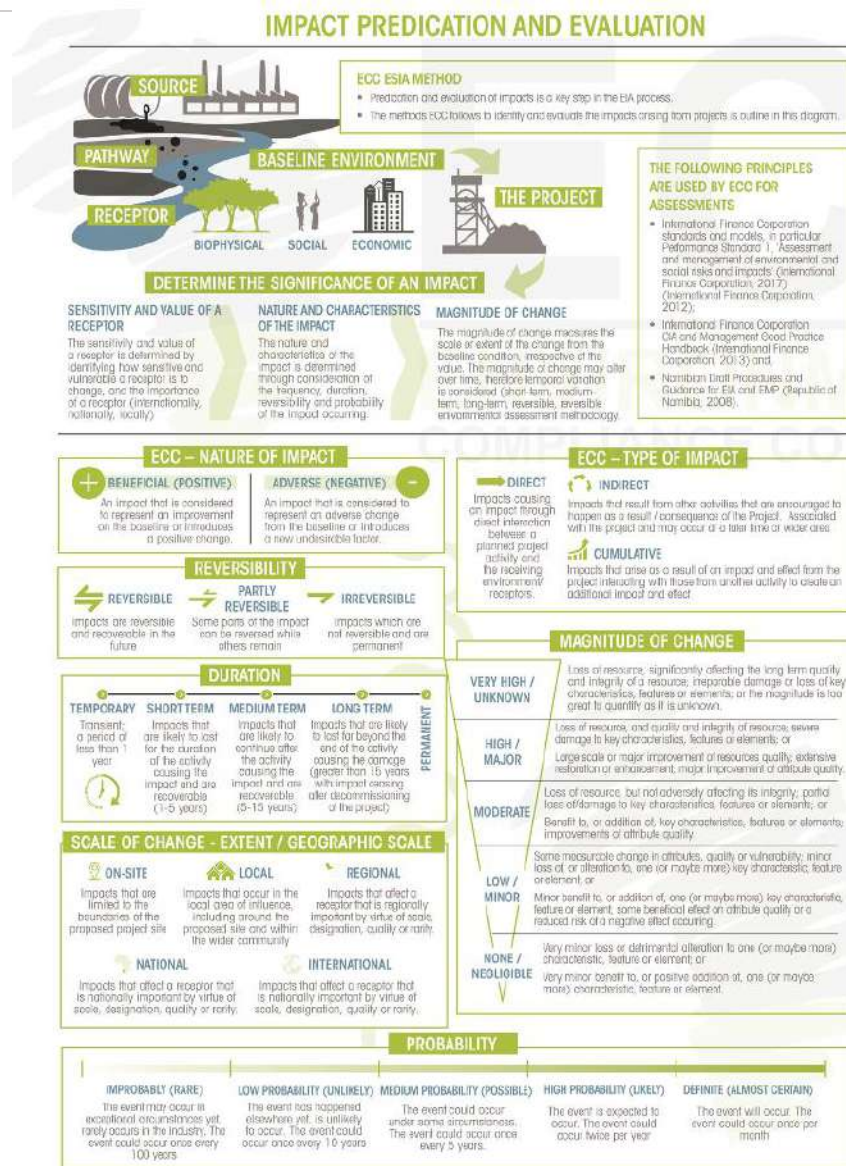 IMPACT PREDICATION AND EVALUATION
SOURCE
PATHWAY
RECEPTOR
BASELINE ENVIRONMENT
BIOPHYSICAL
SOCIAL
ECONOMIC
THE PROJECT
ECC ESIA METHOD
• Predication and evaluation of impacts is a key step in the EIA process.
• The methods ECC follows to identify and evaluate the impacts arising from projects is outline in this diagram.
THE FOLLOWING PRINCIPLES
ARE USED BY ECC FOR
ASSESSMENTS
• International Finance Corporation
standards and models, in particular
Performance Standard 1, 'Assessment
and management of environmental and
social risks and impacts' (International
Finance Corporation, 2017)
(International Finance Corporation,
2012);
• International Finance Corporation
CIA and Management Good Practice
Handbook (International Finance
Corporation, 2013) and,
• Namibian Draft Procedures and
Guidance for EIA and EMP (Republic of
Namibia, 2008).
DETERMINE THE SIGNIFICANCE OF AN IMPACT
SENSITIVITY AND VALUE OF A
RECEPTOR
The sensitivity and value of
a receptor is determined by
identifying how sensitive and
vulnerable a receptor is to
change, and the importance
of a receptor (internationally,
nationally, locally)
NATURE AND CHARACTERISTICS
OF THE IMPACT
The nature and
characteristics of the
impact is determined
through consideration of
the frequency, duration,
reversibility and probability
of the impact occurring.
MAGNITUDE OF CHANGE
The magnitude of change measures the
scale or extent of the change from the
baseline condition, irrespective of the
value. The magnitude of change may alter
over time, therefore temporal variation
is considered (short-term, medium-
term, long-term, reversible, reversible
environmental assessment methodology.
COMPLIANCE CO
ECC – NATURE OF IMPACT
BENEFICIAL (POSITIVE)
An impact that is considered
to represent an improvement
on the baseline or introduces
a positive change.
ADVERSE (NEGATIVE)
An impact that is considered to
represent an adverse change
from the baseline or introduces
a new undesirable factor.
ECC – TYPE OF IMPACT
DIRECT
Impacts causing
an impact through
direct interaction
between a
planned project
activity and
the receiving
environment/
receptors.
INDIRECT
Impacts that result from other activities that are encouraged to
happen as a result / consequence of the Project. Associated
with the project and may occur at a later time or wider area
CUMULATIVE
Impacts that arise as a result of an impact and effect from the
project interacting with those from another activity to create an
additional impact and effect
REVERSIBILITY
REVERSIBLE
Impacts are reversible
and recoverable in the
future
PARTLY
REVERSIBLE
Some parts of the impact
can be reversed while
others remain
IRREVERSIBLE
Impacts which are
not reversible and are
permanent
DURATION
TEMPORARY
Transient;
a period of
less than 1
year
SHORT TERM
Impacts that
are likely to last
for the duration
of the activity
causing the
impact and are
recoverable
(1-5 years)
MEDIUM TERM
Impacts that
are likely to
continue after
the activity
causing the
impact and are
recoverable
(5-15 years)
LONG TERM
Impacts that are likely
to last far beyond the
end of the activity
causing the damage
(greater than 15 years
with impact ceasing
after decommissioning
of the project)
PERMANENT
MAGNITUDE OF CHANGE
VERY HIGH /
UNKNOWN
Loss of resource, significantly affecting the long term quality
and integrity of a resource; irreparable damage or loss of key
characteristics, features or elements; or the magnitude is too
great to quantify as it is unknown.
HIGH /
MAJOR
Loss of resource, and quality and integrity of resource; severe
damage to key characteristics, features or elements; or
Large scale or major improvement of resources quality; extensive
restoration or enhancement; major improvement of attribute quality.
MODERATE
Loss of resource, but not adversely affecting its integrity; partial
loss of/damage to key characteristics, features or elements; or
Benefit to, or addition of, key characteristics, features or elements;
improvements of attribute quality
LOW /
MINOR
Some measurable change in attributes, quality or vulnerability; minor
loss of, or alteration to, one (or maybe more) key characteristic, feature
or element; or
Minor benefit to, or addition of, one (or maybe more) key characteristic,
feature or element; some beneficial effect on attribute quality or a
reduced risk of a negative effect occurring
NONE /
NEGLIGIBLE
Very minor loss or detrimental alteration to one (or maybe more)
characteristic, feature or element; or
Very minor benefit to, or positive addition of, one (or maybe
more) characteristic, feature or element.
SCALE OF CHANGE - EXTENT / GEOGRAPHIC SCALE
ON-SITE
Impacts that are
limited to the
boundaries of the
proposed project site
LOCAL
Impacts that occur in the
local area of influence,
including around the
proposed site and within
the wider community
REGIONAL
Impacts that affect a
receptor that is regionally
important by virtue of scale,
designation, quality or rarity.
NATIONAL
Impacts that affect a receptor that
is nationally important by virtue of
scale, designation, quality or rarity.
INTERNATIONAL
Impacts that affect a receptor that
is nationally important by virtue of
scale, designation, quality or rarity.
PROBABILITY
IMPROBABLY (RARE)
The event may occur in
exceptional circumstances yet,
rarely occurs in the industry. The
event could occur once every
100 years
LOW PROBABILITY (UNLIKELY)
The event has happened
elsewhere yet, is unlikely
to occur. The event could
occur once every 10 years
MEDIUM PROBABILITY (POSSIBLE)
The event could occur
under some circumstances.
The event could occur once
every 5 years.
HIGH PROBABILITY (LIKELY)
The event is expected to
occur. The event could
occur twice per year
DEFINITE (ALMOST CERTAIN)
The event will occur. The
event could occur once per
month